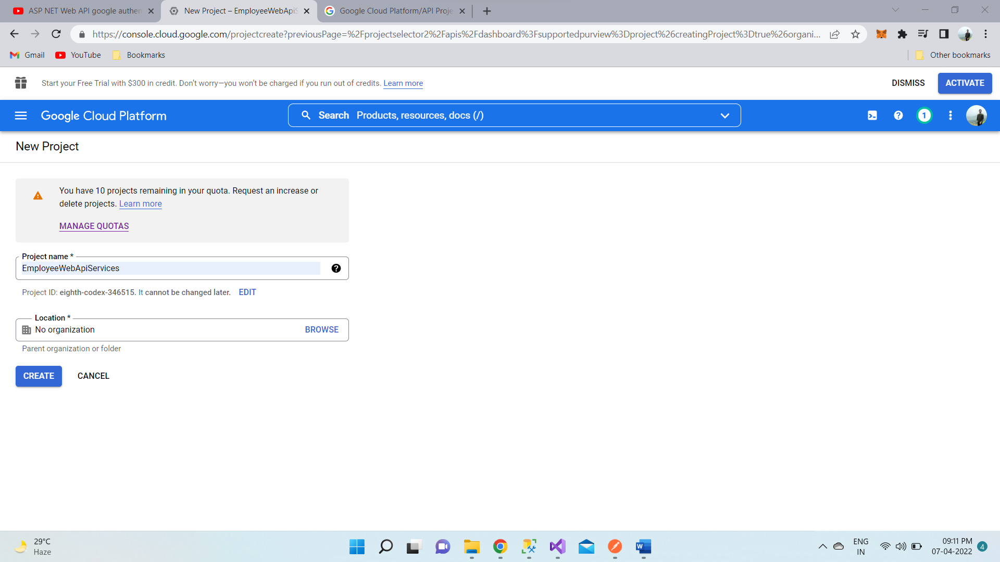 ASP NET Web API google authen
New Project – EmployeeWebApiS
Google Cloud Platform/API Proje
https://console.cloud.google.com/projectcreate?previousPage=%2Fprojectselector2%2Fapis%2Fdashboard%3Fsupportedpurview%3Dproject%26creatingProject%3Dtrue%26organi...
Gmail
YouTube
Bookmarks
Other bookmarks
Start your Free Trial with $300 in credit. Don’t worry—you won’t be charged if you run out of credits. Learn more
DISMISS
ACTIVATE
Google Cloud Platform
Search Products, resources, docs (/)
1
New Project
You have 10 projects remaining in your quota. Request an increase or
delete projects. Learn more
MANAGE QUOTAS
Project name *
EmployeeWebApiServices
Project ID: eighth-codex-346515. It cannot be changed later. EDIT
Location *
No organization
BROWSE
Parent organization or folder
CREATE
CANCEL
29°C
Haze
ENG
IN
09:11 PM
07-04-2022
4